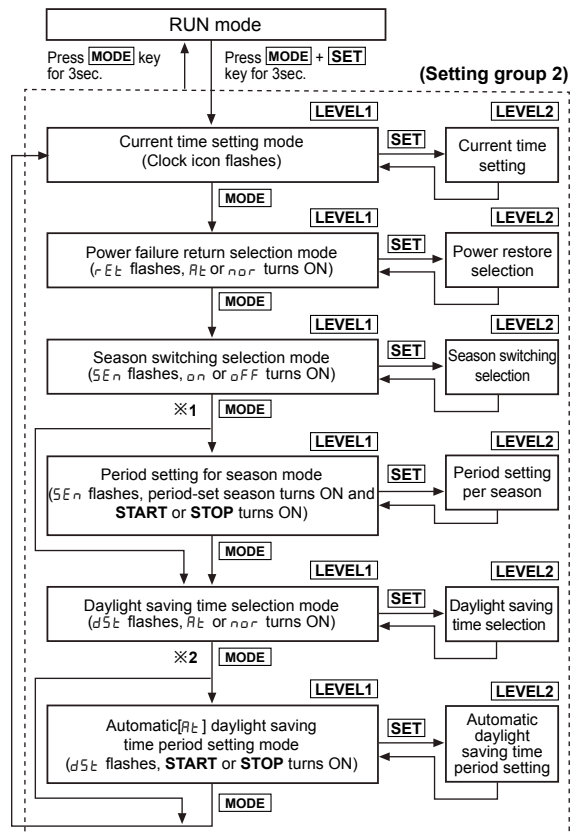 RUN mode
Press MODE key
for 3sec.
Press MODE + SET
key for 3sec.
(Setting group 2)
LEVEL1
LEVEL2
Current time setting mode
(Clock icon flashes)
SET
Current time
setting
MODE
LEVEL1
LEVEL2
Power failure return selection mode
(rEt flashes, At or nor turns ON)
SET
Power restore
selection
MODE
LEVEL1
LEVEL2
Season switching selection mode
(SEn flashes, on or oFF turns ON)
SET
Season switching
selection
※1 MODE
LEVEL1
LEVEL2
Period setting for season mode
(SEn flashes, period-set season turns ON and
START or STOP turns ON)
SET
Period setting
per season
MODE
LEVEL1
LEVEL2
Daylight saving time selection mode
(dSt flashes, At or nor turns ON)
SET
Daylight saving
time selection
※2 MODE
LEVEL1
LEVEL2
Automatic[At ] daylight saving
time period setting mode
(dSt flashes, START or STOP turns ON)
SET
Automatic
daylight
saving time
period setting
MODE